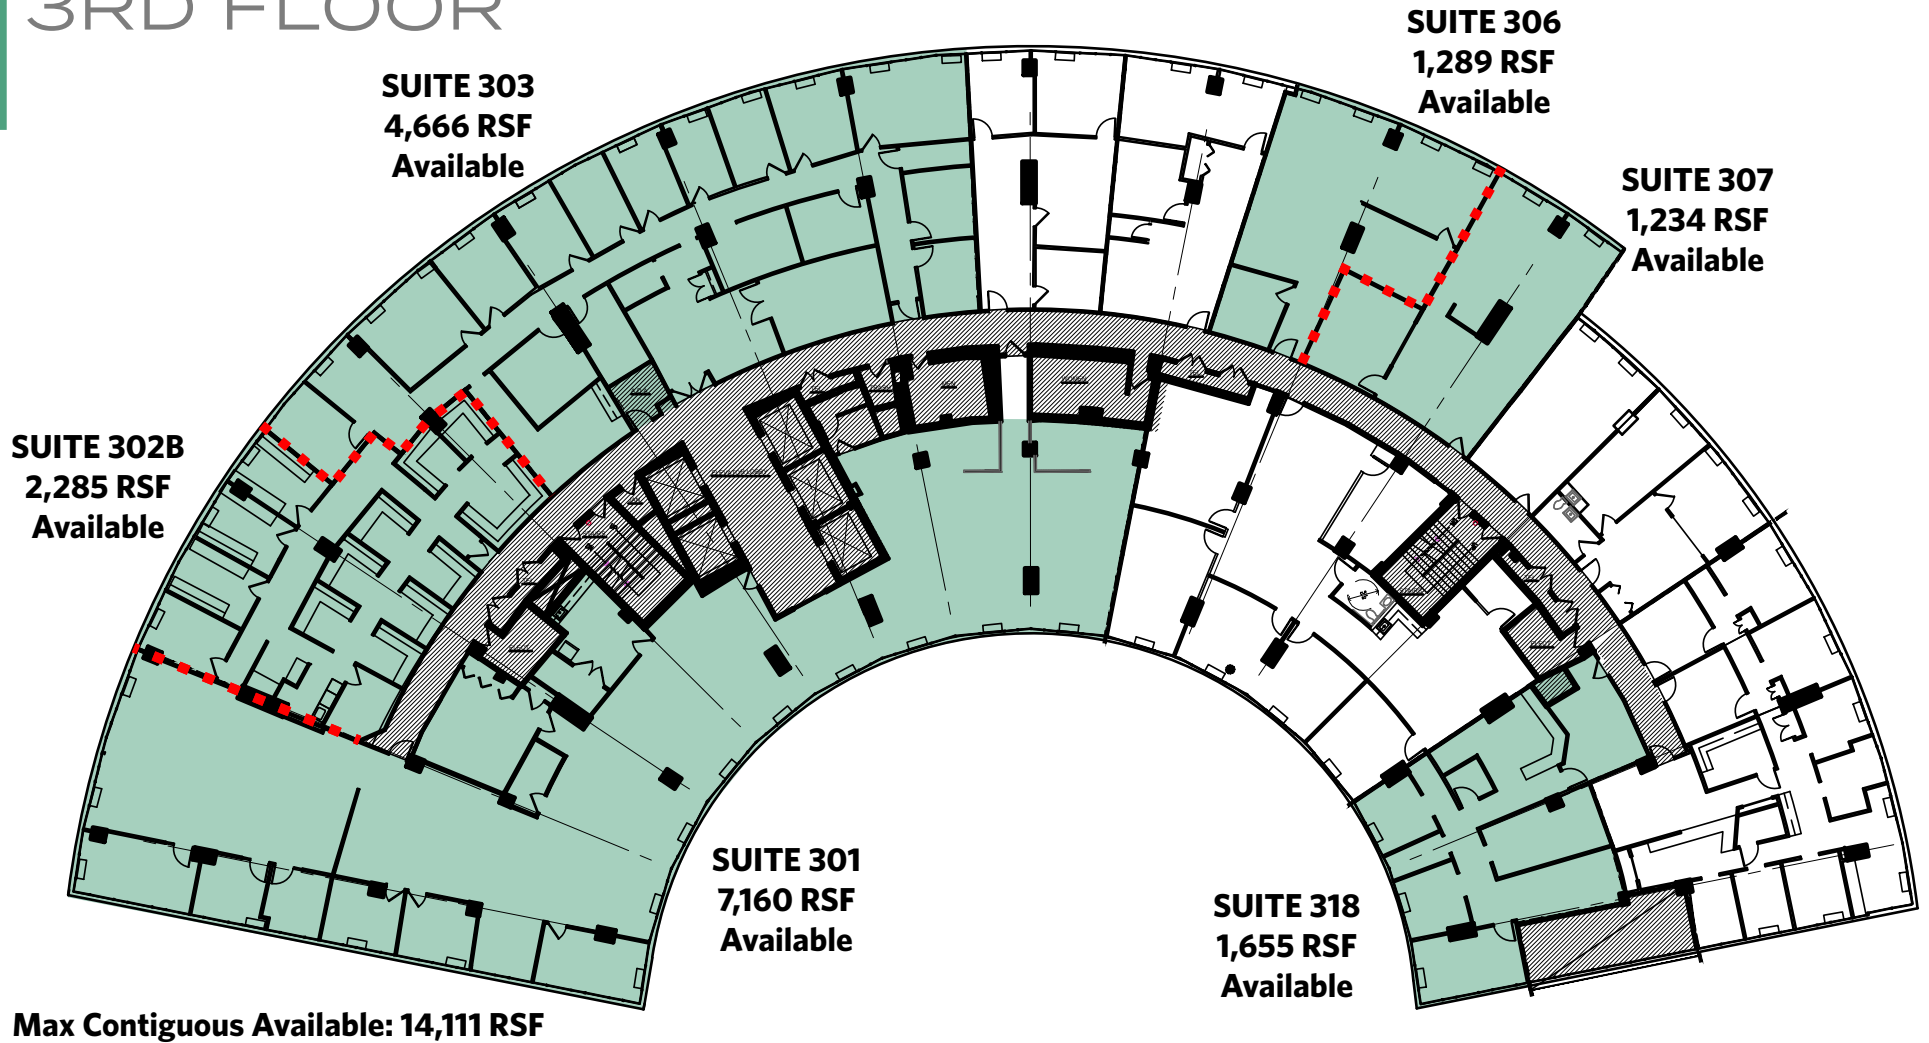 3RD FLOOR
SUITE 303
4,666 RSF
Available
SUITE 306
1,289 RSF
Available
SUITE 307
1,234 RSF
Available
SUITE 302B
2,285 RSF
Available
SUITE 301
7,160 RSF
Available
SUITE 318
1,655 RSF
Available
Max Contiguous Available: 14,111 RSF